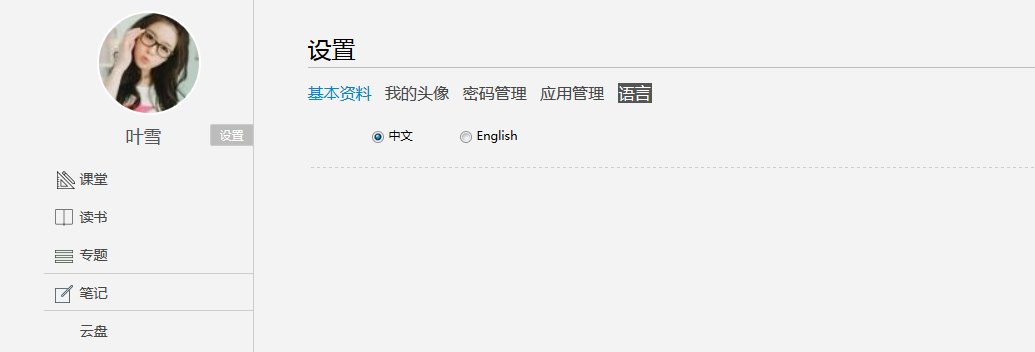 叶雪
设置
课堂
读书
专题
笔记
云盘
设置
基本资料 我的头像 密码管理 应用管理 语言
中文 English